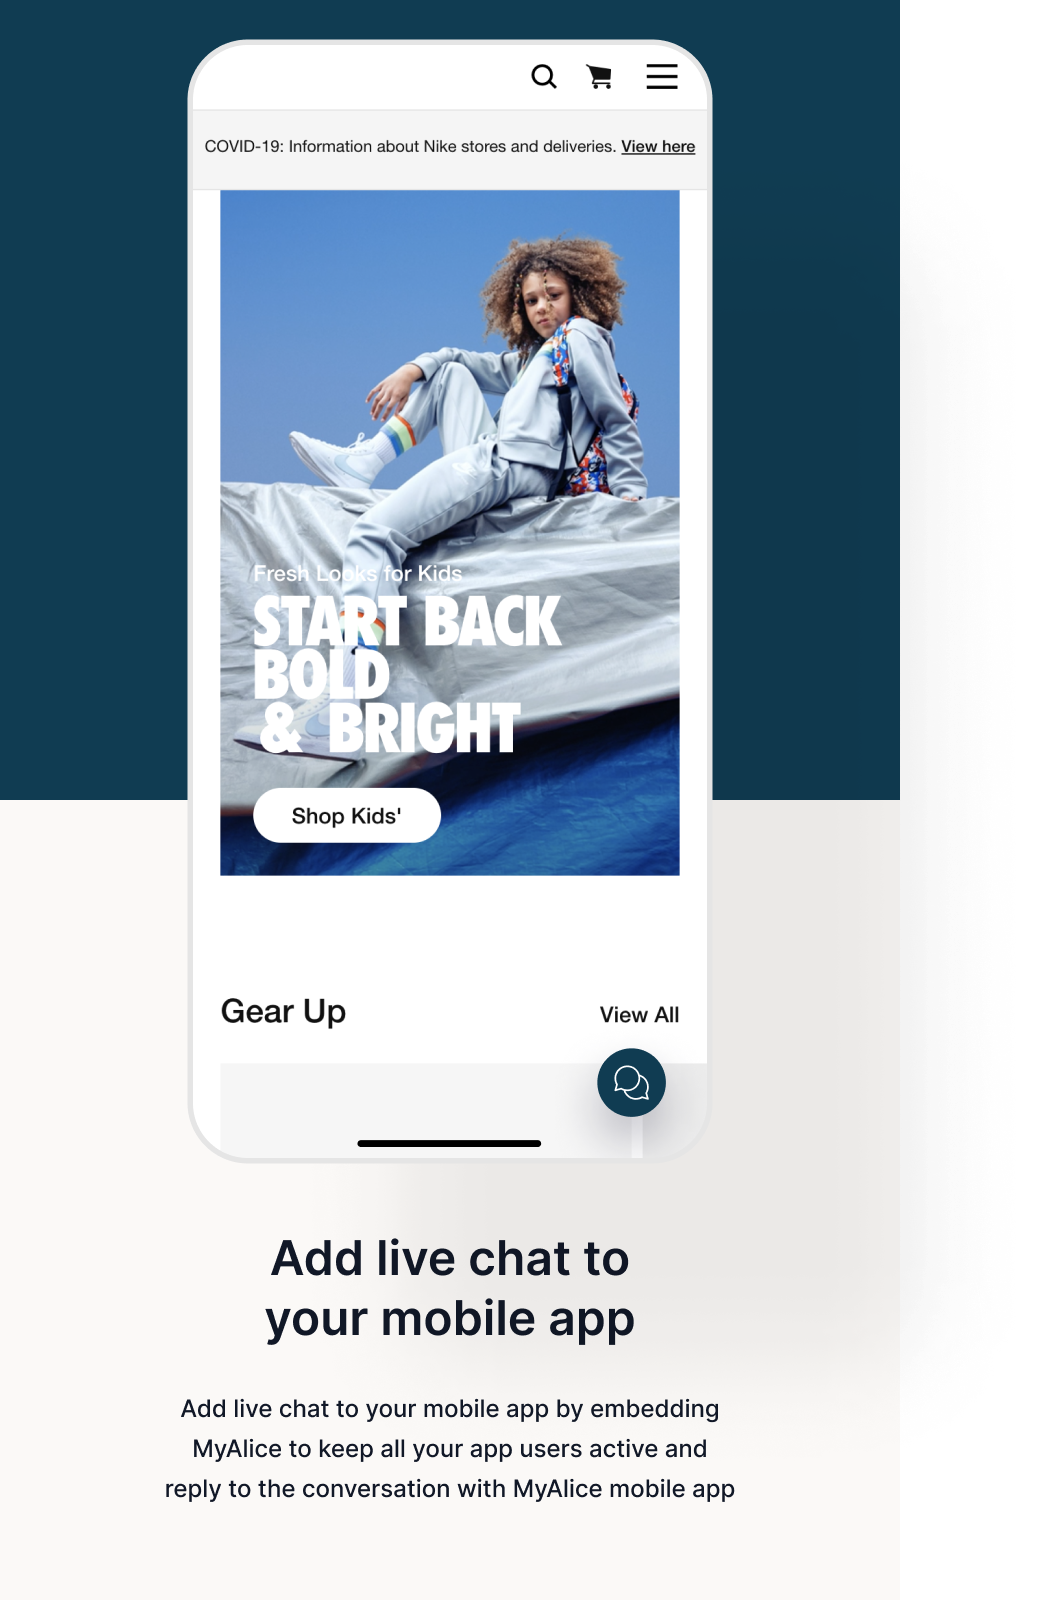 COVID-19: Information about Nike stores and deliveries. View here
Fresh Looks for Kids
START BACK
BOLD
& BRIGHT
Shop Kids'
Gear Up
View All
Add live chat to
your mobile app
Add live chat to your mobile app by embedding
MyAlice to keep all your app users active and
reply to the conversation with MyAlice mobile app